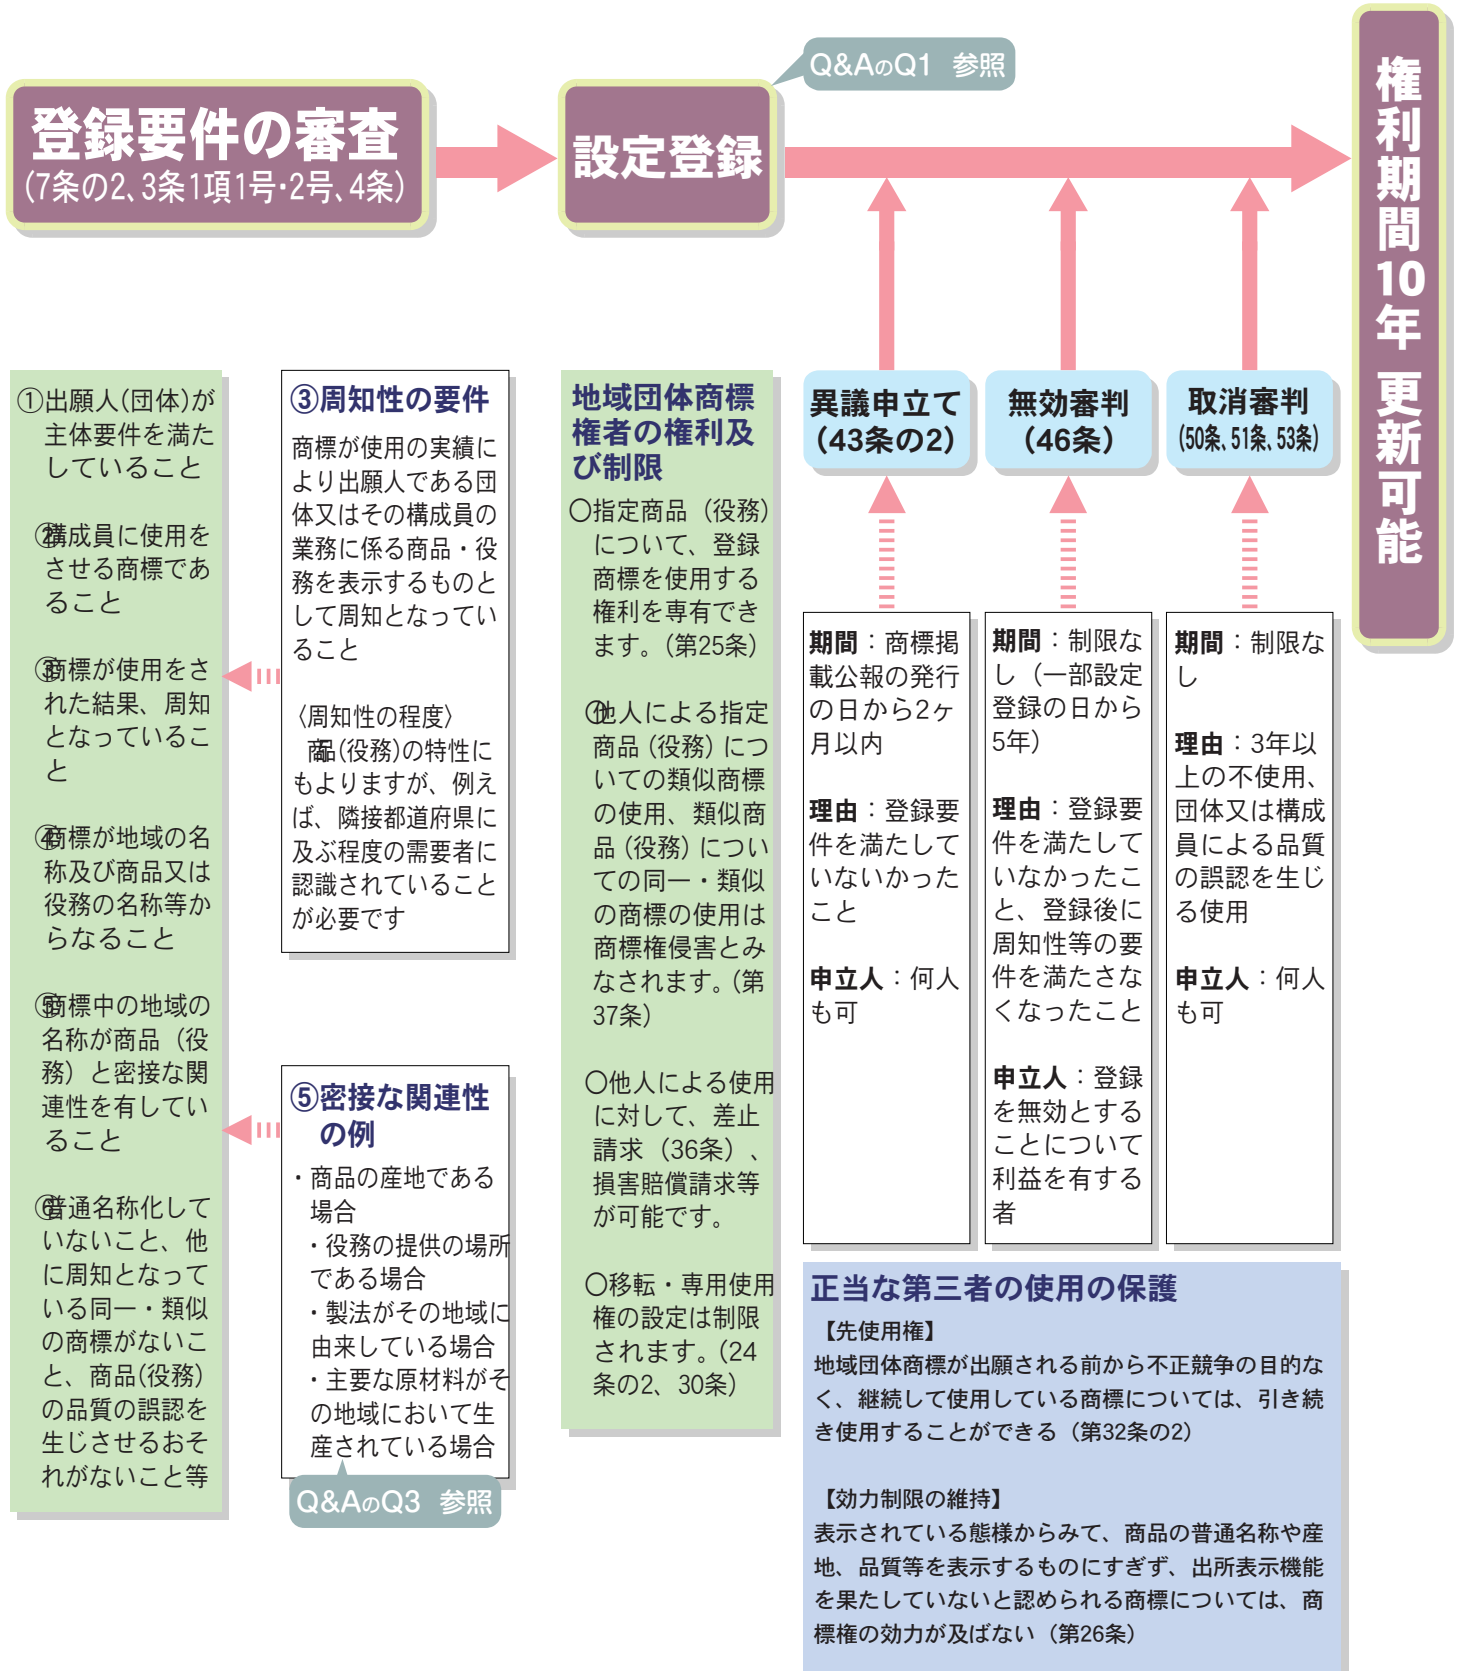 Q&AのQ1 参照
登録要件の審査
(7条の2、3条1項1号・2号、4条)
設定登録
権利期間10年 更新可能
①出願人(団体)が
主体要件を満た
していること
②構成員に使用を
させる商標であ
ること
③商標が使用をさ
れた結果、周知
となっているこ
と
④商標が地域の名
称及び商品又は
役務の名称等か
らなること
⑤商標中の地域の
名称が商品（役
務）と密接な関
連性を有してい
ること
⑥普通名称化して
いないこと、他
に周知となって
いる同一・類似
の商標がないこ
と、商品(役務)
の品質の誤認を
生じさせるおそ
れがないこと等
③周知性の要件
商標が使用の実績に
より出願人である団
体又はその構成員の
業務に係る商品・役
務を表示するものと
して周知となってい
ること
〈周知性の程度〉
商品(役務)の特性に
もよりますが、例え
ば、隣接都道府県に
及ぶ程度の需要者に
認識されていること
が必要です
⑤密接な関連性
の例
・商品の産地である
場合
・役務の提供の場所
である場合
・製法がその地域に
由来している場合
・主要な原材料がそ
の地域において生
産されている場合
Q&AのQ3 参照
地域団体商標
権者の権利及
び制限
○指定商品（役務）
について、登録
商標を使用する
権利を専有でき
ます。(第25条)
○他人による指定
商品（役務）につ
いての類似商標
の使用、類似商
品（役務）につい
ての同一・類似
の商標の使用は
商標権侵害とみ
なされます。(第
37条)
○他人による使用
に対して、差止
請求（36条）、
損害賠償請求等
が可能です。
○移転・専用使用
権の設定は制限
されます。(24
条の2、30条)
異議申立て
(43条の2)
期間：商標掲
載公報の発行
の日から2ヶ
月以内
理由：登録要
件を満たして
いないかった
こと
申立人：何人
も可
無効審判
(46条)
期間：制限な
し（一部設定
登録の日から
5年）
理由：登録要
件を満たして
いなかったこ
と、登録後に
周知性等の要
件を満たさな
くなったこと
申立人：登録
を無効とする
ことについて
利益を有する
者
取消審判
(50条、51条、53条)
期間：制限な
し
理由：3年以
上の不使用、
団体又は構成
員による品質
の誤認を生じ
る使用
申立人：何人
も可
正当な第三者の使用の保護
【先使用権】
地域団体商標が出願される前から不正競争の目的な
く、継続して使用している商標については、引き続
き使用することができる（第32条の2）
【効力制限の維持】
表示されている態様からみて、商品の普通名称や産
地、品質等を表示するものにすぎず、出所表示機能
を果たしていないと認められる商標については、商
標権の効力が及ばない（第26条）